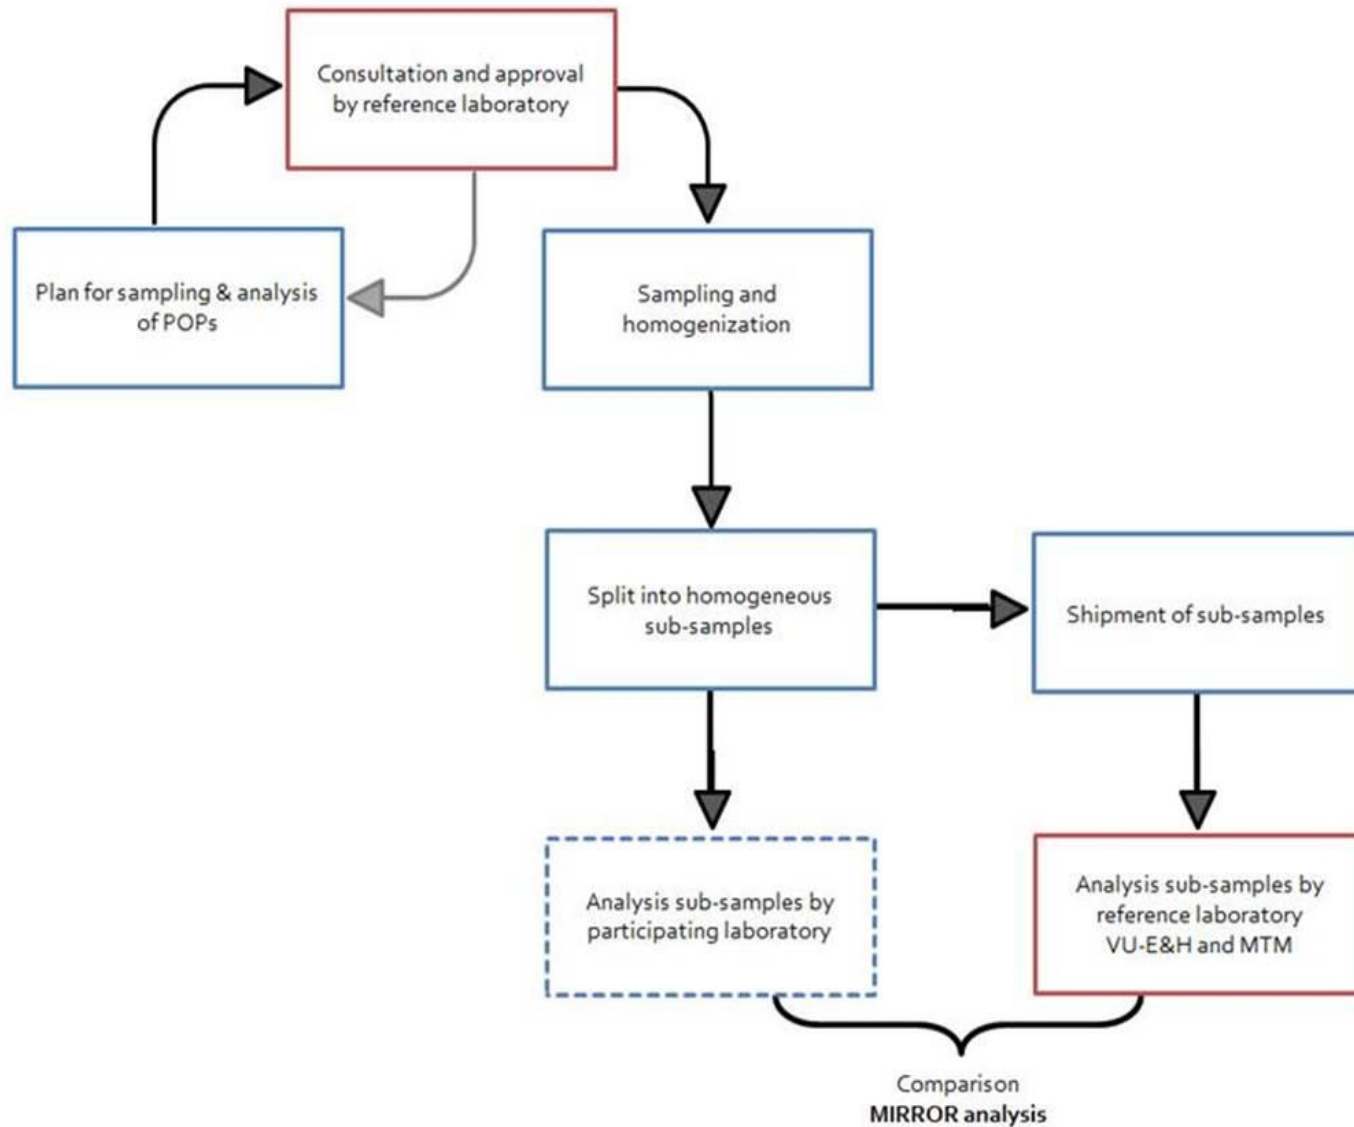 Consultation and approval
by reference laboratory
Plan for sampling & analysis
of POPs
Sampling and
homogenization
Split into homogeneous
sub-samples
Shipment of sub-samples
Analysis sub-samples by
participating laboratory
Analysis sub-samples by
reference laboratory
VU-E&H and MTM
Comparison
MIRROR analysis